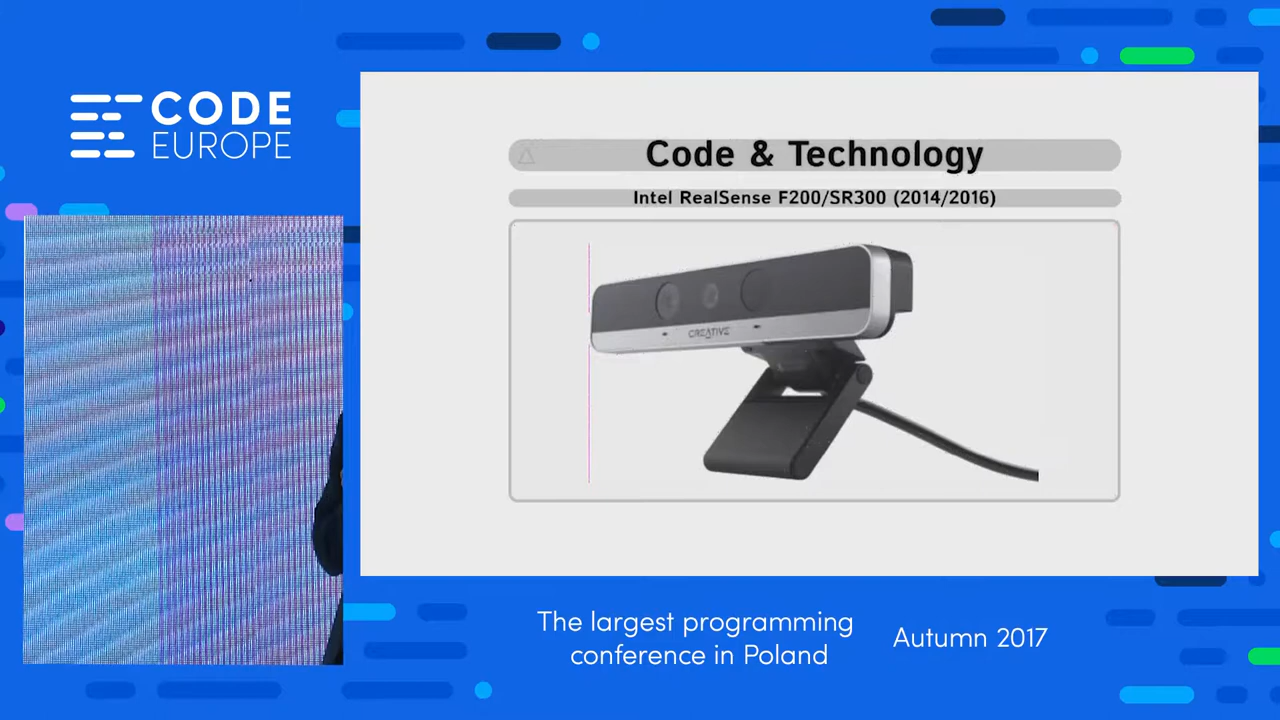 CODE
EUROPE
Code & Technology
Intel RealSense F200/SR300 (2014/2016)
CREATIVE
The largest programming
conference in Poland
Autumn 2017